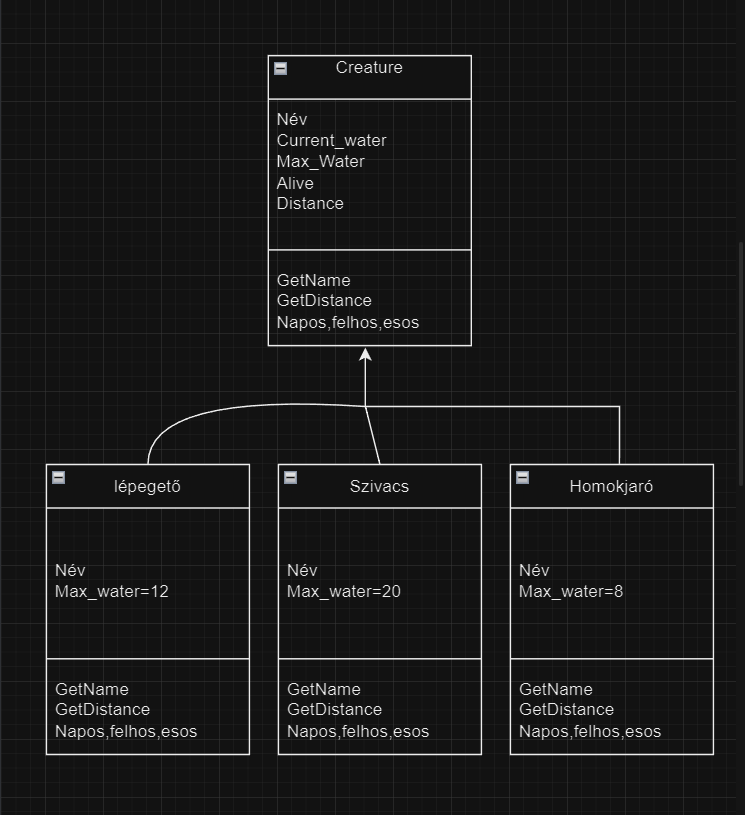 Creature
Név
Current_water
Max_Water
Alive
Distance
GetName
GetDistance
Napos,felhos,esos
lépegető
Név
Max_water=12
GetName
GetDistance
Napos,felhos,esos
Szivacs
Név
Max_water=20
GetName
GetDistance
Napos,felhos,esos
Homokjaró
Név
Max_water=8
GetName
GetDistance
Napos,felhos,esos